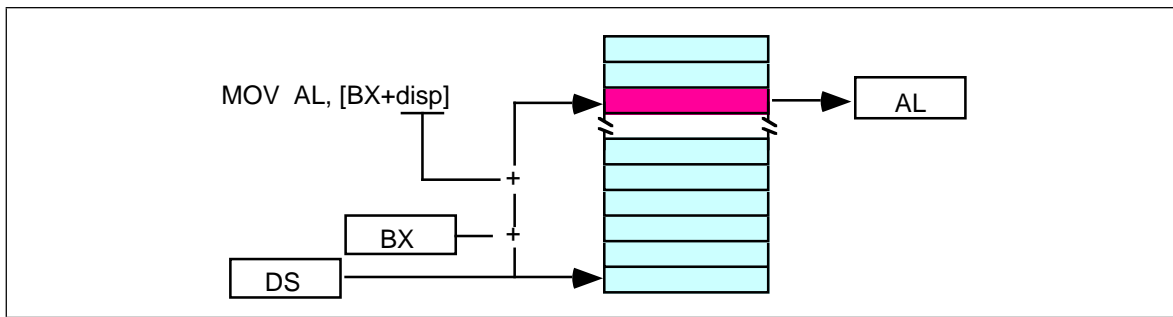 MOV AL, [BX+disp]
AL
+
BX
+
DS